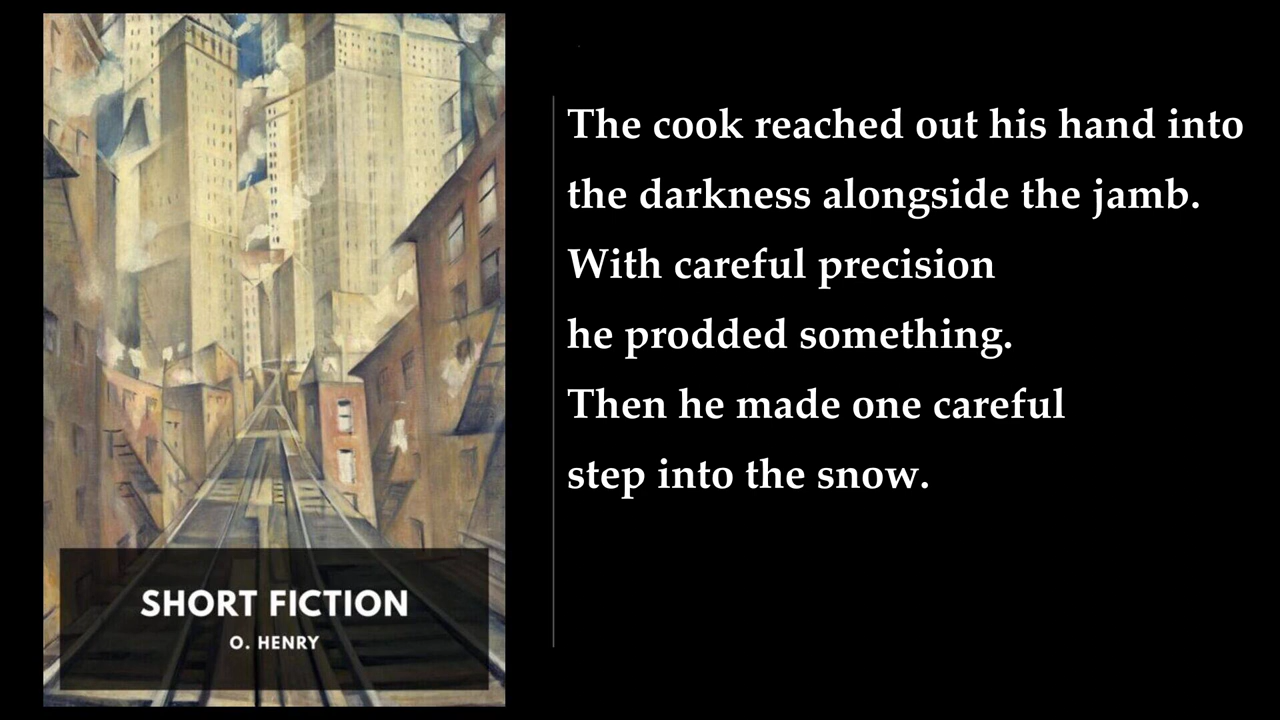 SHORT FICTION
O. HENRY
The cook reached out his hand into
the darkness alongside the jamb.
With careful precision
he prodded something.
Then he made one careful
step into the snow.